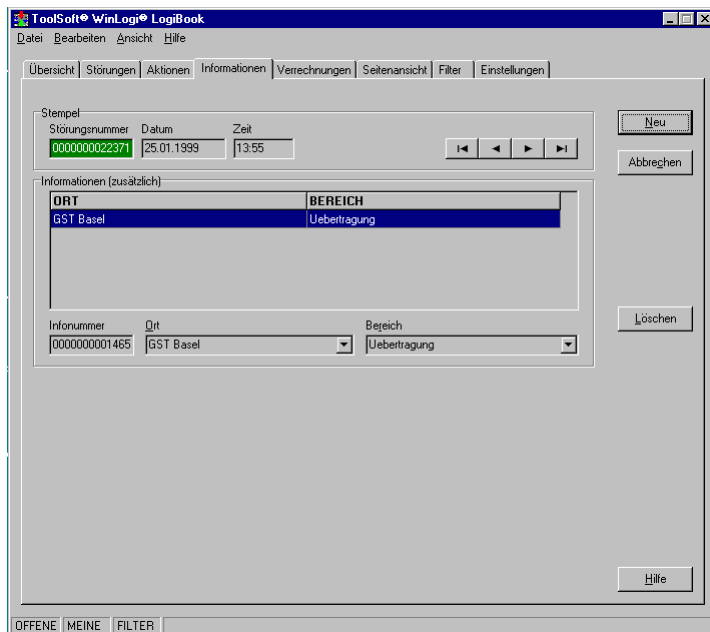 ToolSoft® WinLogi® LogiBook
Datei Bearbeiten Ansicht Hilfe
Übersicht Störungen Aktionen Informationen Verrechnungen Seitenansicht Filter Einstellungen
Stempel
Störungsnummer Datum Zeit
0000000022371 25.01.1999 13:55
Neu
Abbrechen
Informationen (zusätzlich)
ORT BEREICH
GST Basel Uebertragung
Löschen
Infonummer Ort Bereich
0000000001465 GST Basel Uebertragung
Hilfe
OFFENE MEINE FILTER